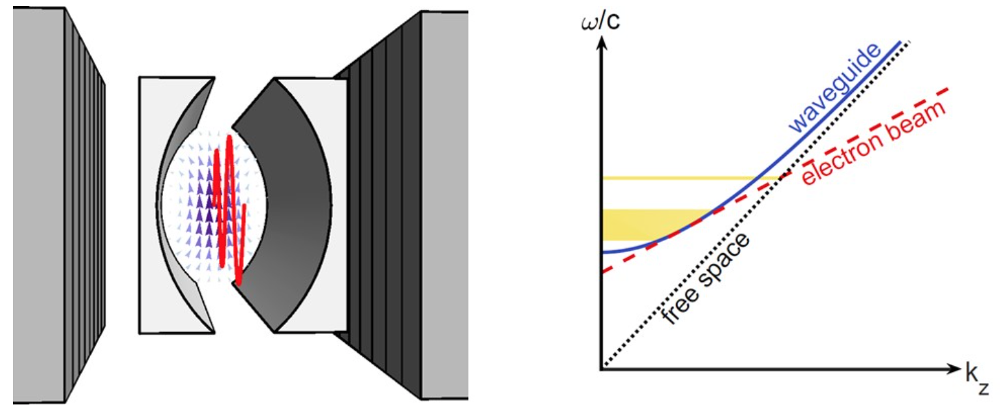 ω/c
waveguide
electron beam
free space
k_z